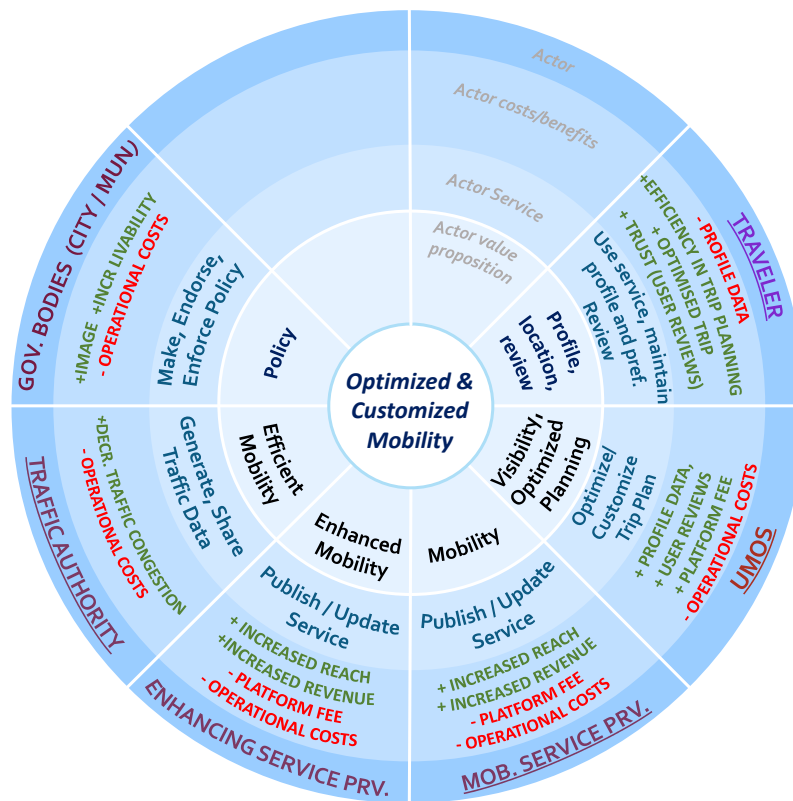 Actor
Actor costs/benefits
Actor Service
Actor value
proposition
TRAVELER
+EFFICIENCY IN TRIP PLANNING
- PROFILE DATA
+ OPTIMISED TRIP
+ TRUST (USER REVIEWS)
Use service, maintain
profile and pref.
Review
Profile,
location,
review
UMOS
+ PROFILE DATA,
+ USER REVIEWS
+ PLATFORM FEE
- OPERATIONAL COSTS
Optimize/
Customize
Trip Plan
Visibility,
Optimized
Planning
MOB. SERVICE PRV.
+ INCREASED REACH
+ INCREASED REVENUE
- PLATFORM FEE
- OPERATIONAL COSTS
Publish / Update
Service
Mobility
ENHANCING SERVICE PRV.
+ INCREASED REACH
+INCREASED REVENUE
- PLATFORM FEE
- OPERATIONAL COSTS
Publish / Update
Service
Enhanced
Mobility
TRAFFIC AUTHORITY
+DECR. TRAFFIC CONGESTION
- OPERATIONAL COSTS
Generate, Share
Traffic Data
Efficient
Mobility
GOV. BODIES (CITY / MUN)
+IMAGE +INCR LIVABILITY
- OPERATIONAL COSTS
Make, Endorse,
Enforce Policy
Policy
Optimized &
Customized
Mobility